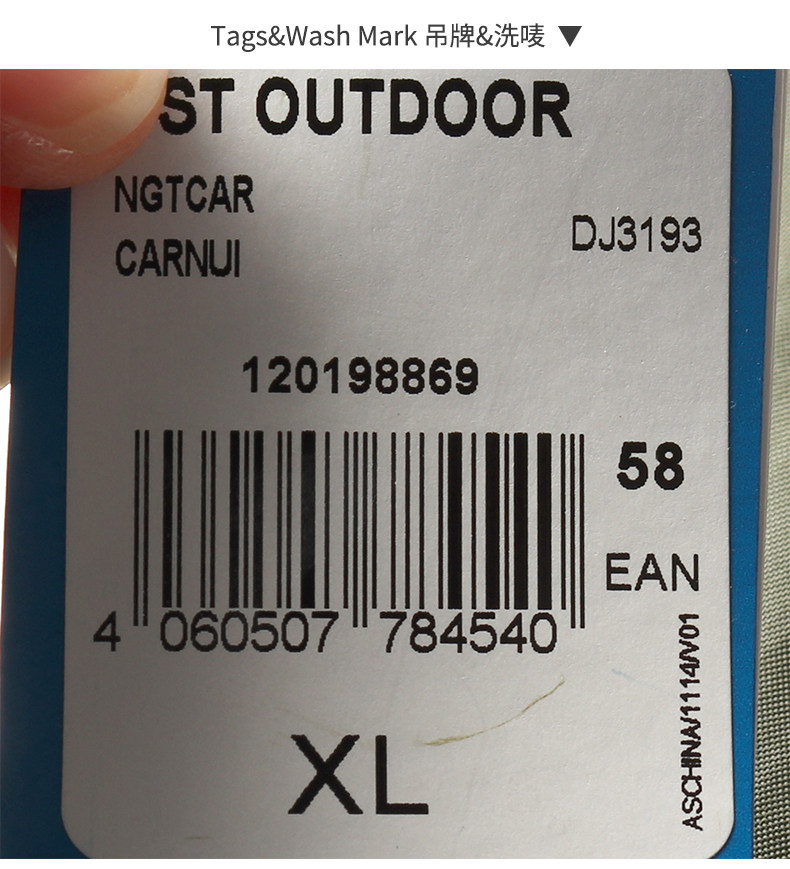 Tags&Wash Mark 吊牌&洗唛 ▼
ST OUTDOOR
NGTCAR
CARNUI
DJ3193
120198869
58
EAN
4 060507 784540
XL
ASCHINA/1114/V01